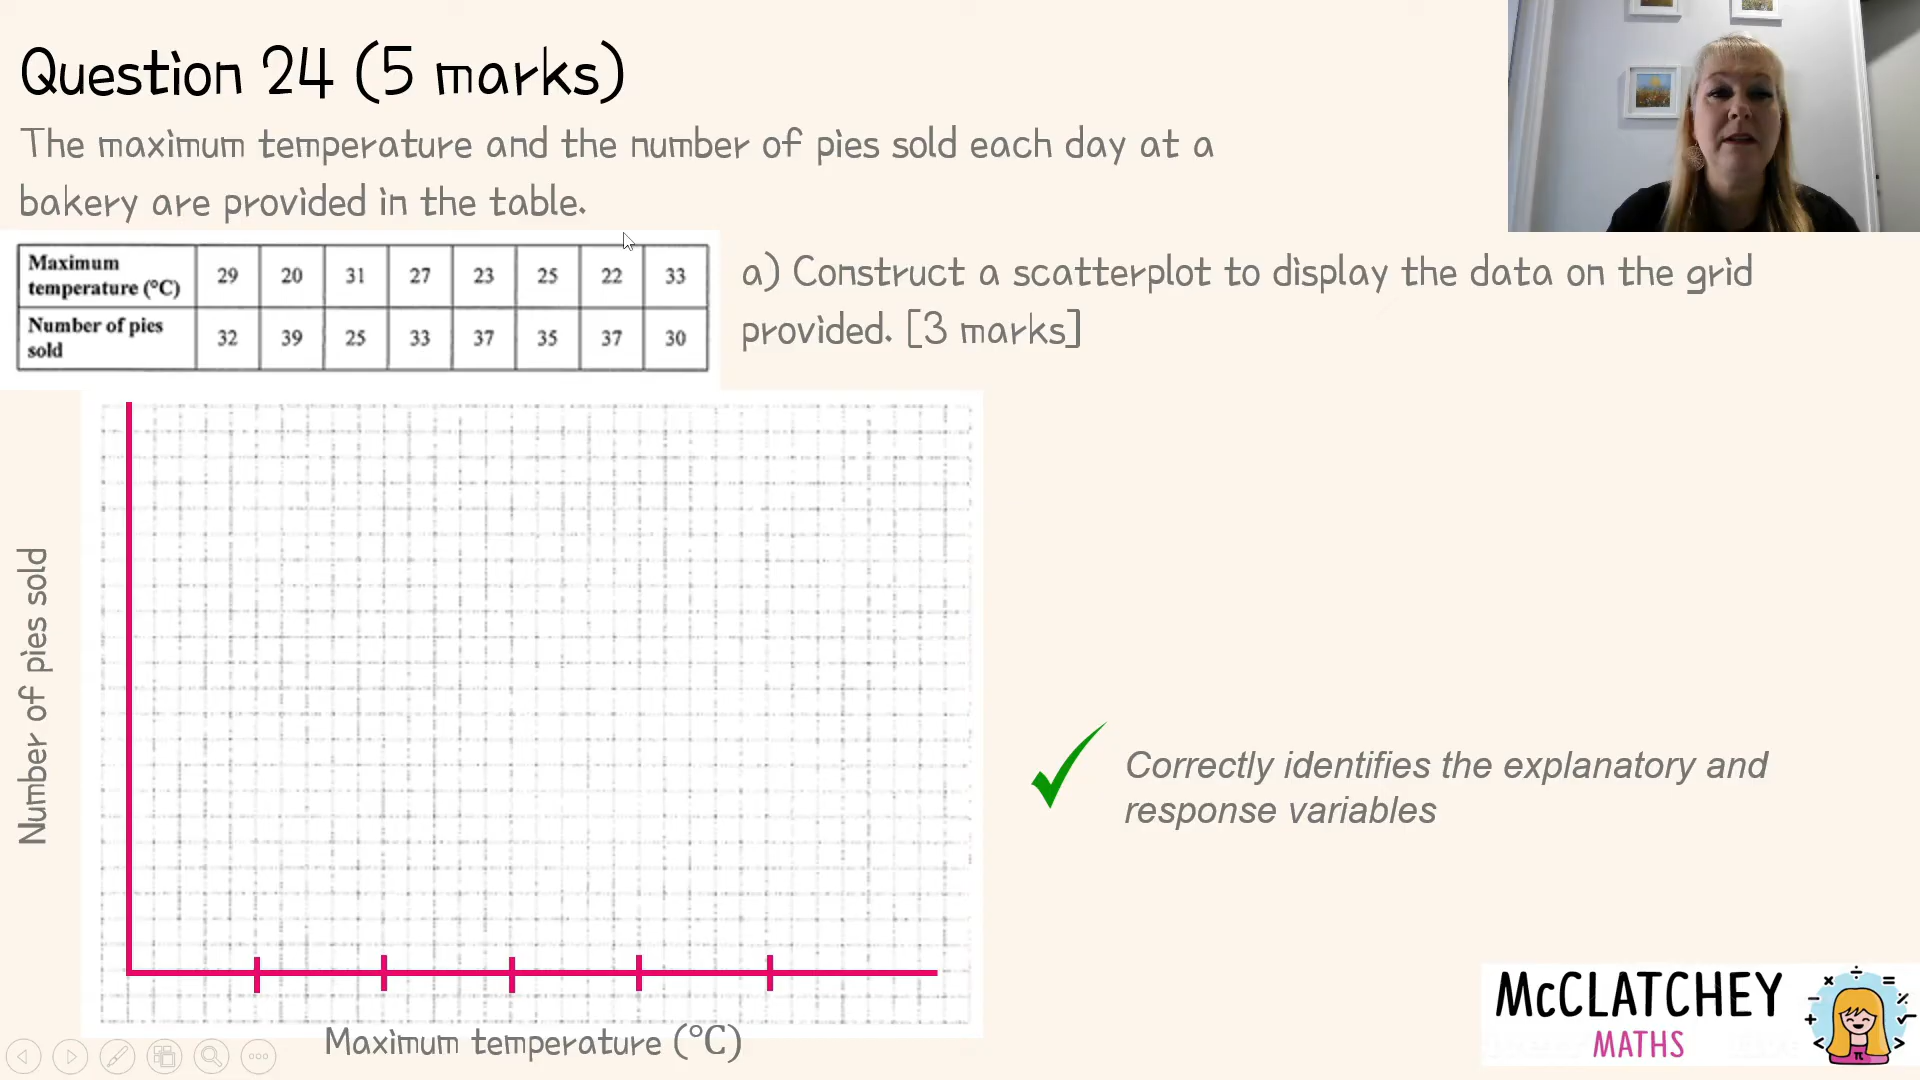 Question 24 (5 marks)
The maximum temperature and the number of pies sold each day at a
bakery are provided in the table.
Maximum temperature (°C) 29 20 31 27 23 25 22 33
Number of pies sold 32 39 25 33 37 35 37 30
a) Construct a scatterplot to display the data on the grid
provided. [3 marks]
Number of pies sold
Correctly identifies the explanatory and
response variables
Maximum temperature (°C)
McCLATCHEY
MATHS